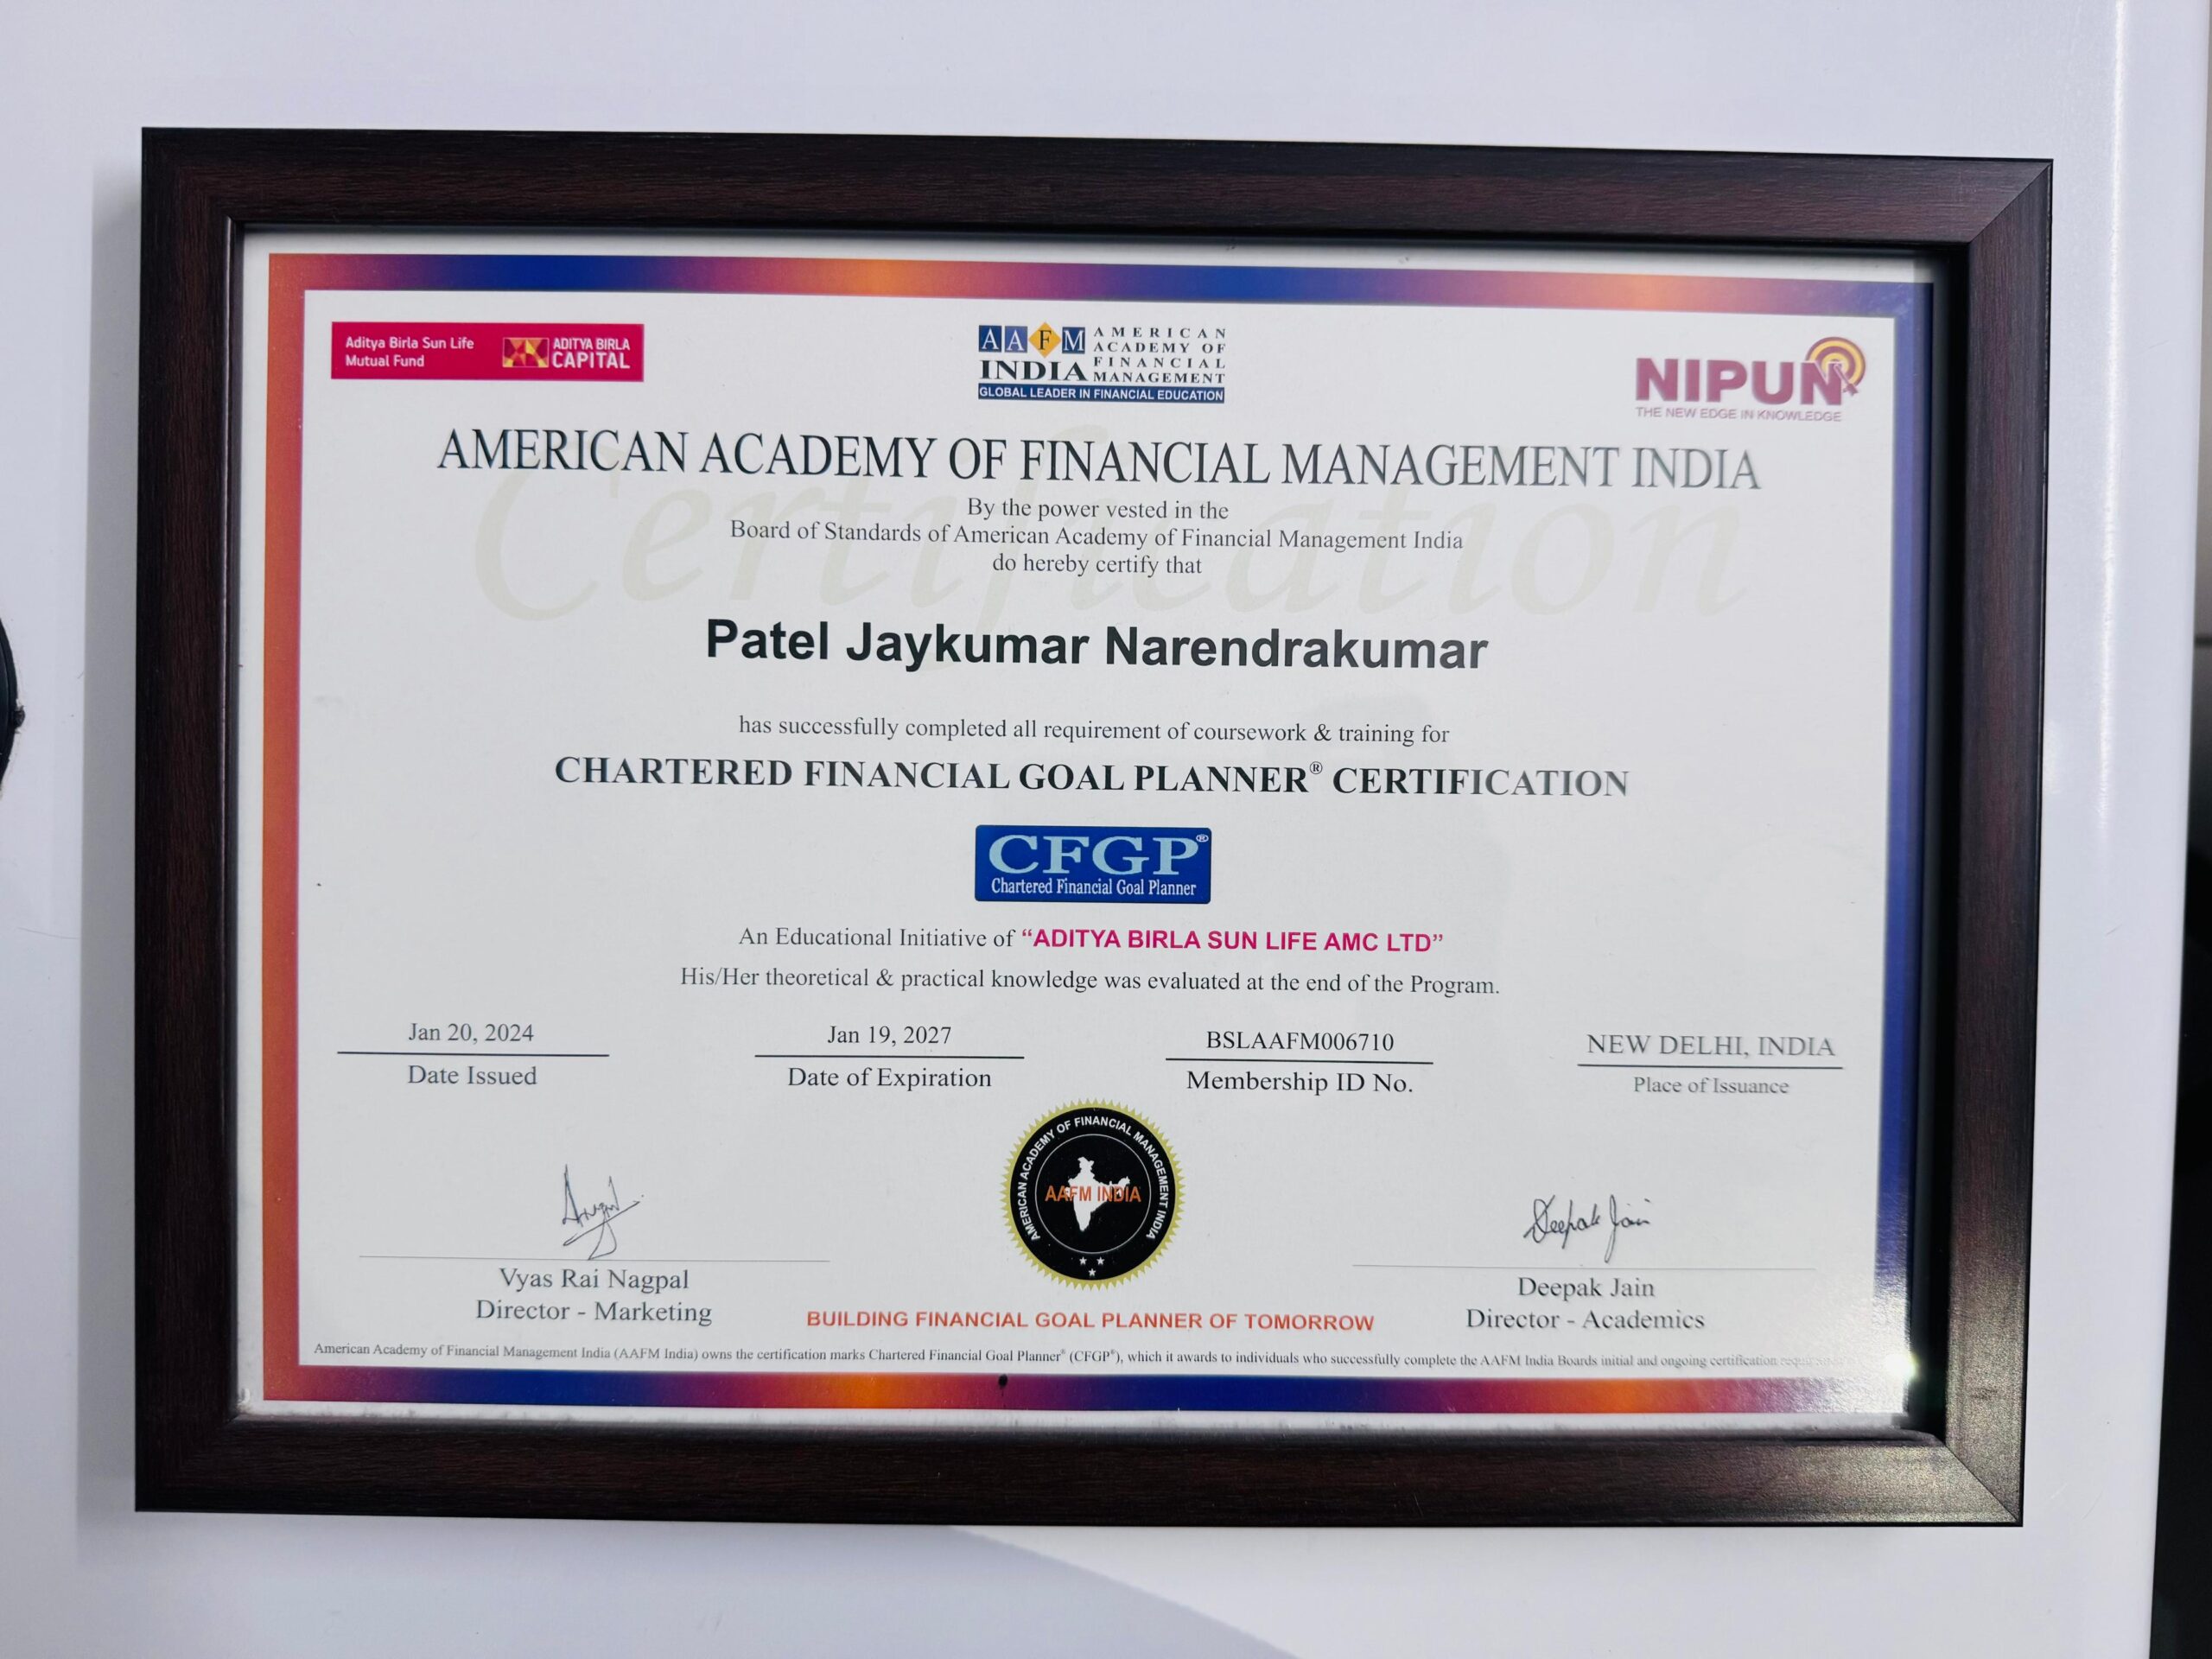 Aditya Birla Sun Life
Mutual Fund
ADITYA BIRLA
CAPITAL
AAFM
INDIA
AMERICAN
ACADEMY OF
FINANCIAL
MANAGEMENT
GLOBAL LEADER IN FINANCIAL EDUCATION
NIPUN
THE NEW EDGE IN KNOWLEDGE
Certification
AMERICAN ACADEMY OF FINANCIAL MANAGEMENT INDIA
By the power vested in the
Board of Standards of American Academy of Financial Management India
do hereby certify that
Patel Jaykumar Narendrakumar
has successfully completed all requirement of coursework & training for
CHARTERED FINANCIAL GOAL PLANNER® CERTIFICATION
CFGP®
Chartered Financial Goal Planner
An Educational Initiative of “ADITYA BIRLA SUN LIFE AMC LTD”
His/Her theoretical & practical knowledge was evaluated at the end of the Program.
Jan 20, 2024
Date Issued
Jan 19, 2027
Date of Expiration
BSLAAFM006710
Membership ID No.
NEW DELHI, INDIA
Place of Issuance
AMERICAN ACADEMY OF FINANCIAL MANAGEMENT INDIA
AAFM INDIA
Deepak Jain
Vyas Rai Nagpal
Director - Marketing
Deepak Jain
Director - Academics
BUILDING FINANCIAL GOAL PLANNER OF TOMORROW
American Academy of Financial Management India (AAFM India) owns the certification marks Chartered Financial Goal Planner® (CFGP®), which it awards to individuals who successfully complete the AAFM India Boards initial and ongoing certification